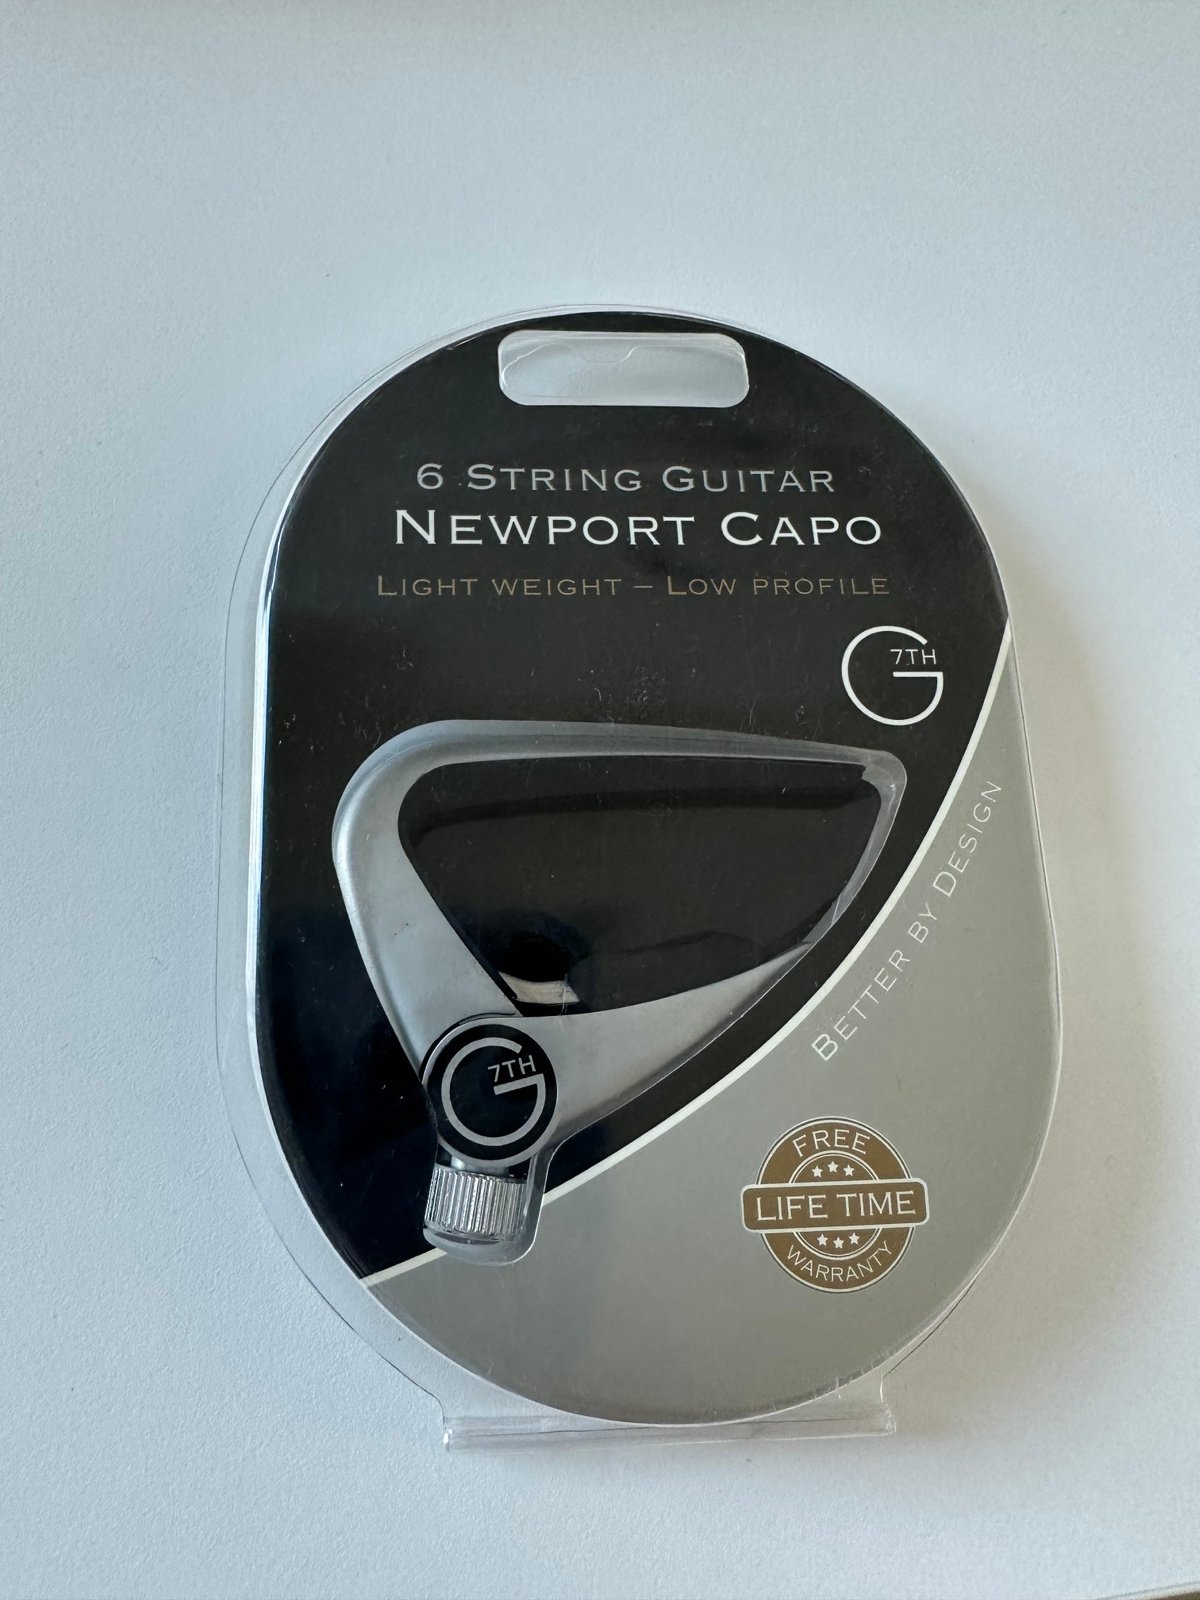 6 STRING GUITAR
NEWPORT CAPO
LIGHT WEIGHT – LOW PROFILE
G 7TH
BETTER BY DESIGN
G 7TH
FREE
LIFE TIME
WARRANTY